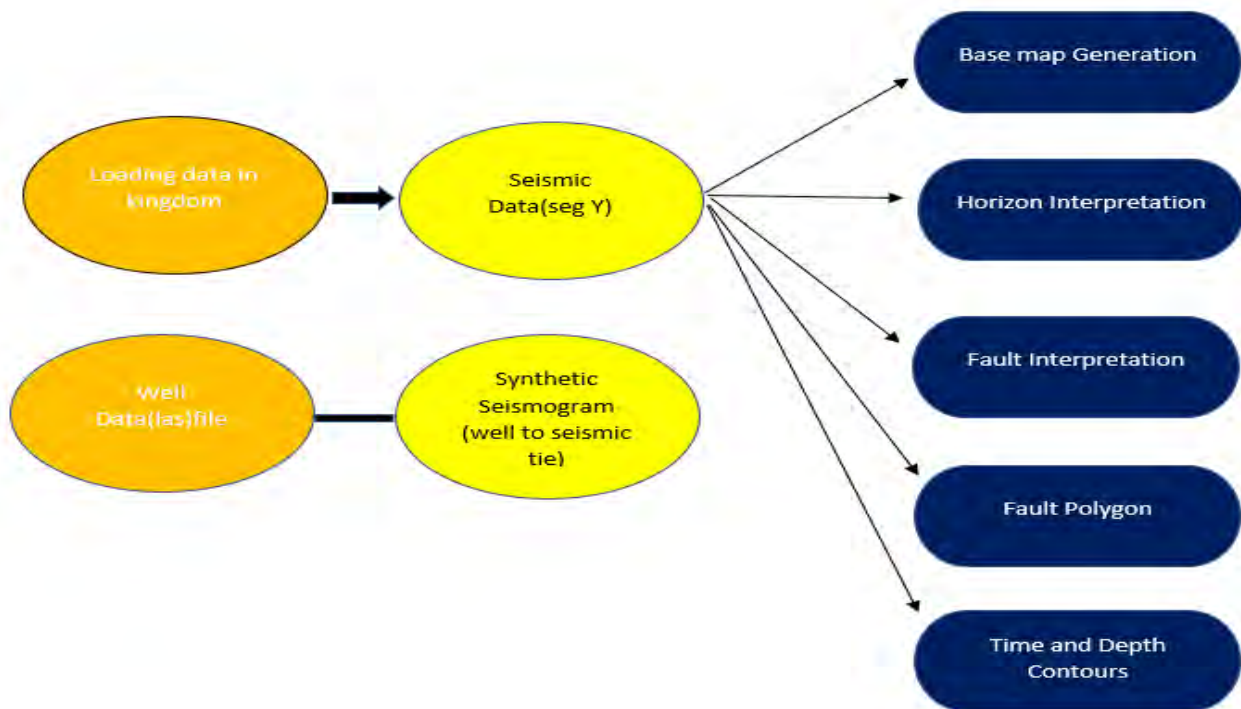 Base map Generation
Loading data in
kingdom
Seismic
Data(seg Y)
Horizon Interpretation
Fault Interpretation
Well
Data(las)file
Synthetic
Seismogram
(well to seismic
tie)
Fault Polygon
Time and Depth
Contours